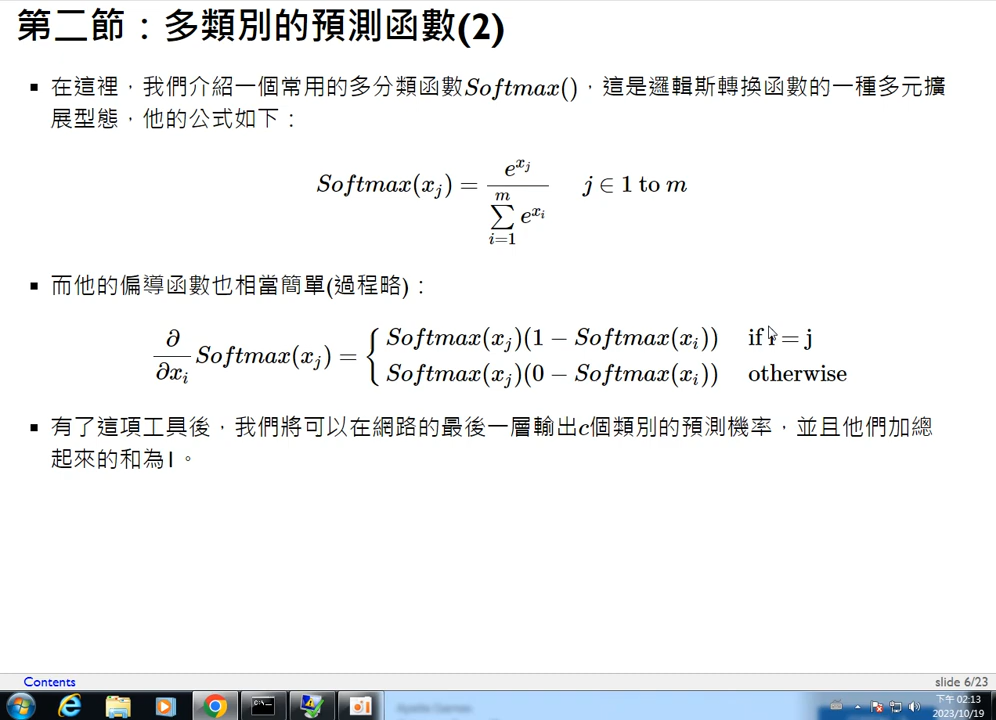 第二節：多類別的預測函數(2)
在這裡，我們介紹一個常用的多分類函數Softmax()，這是邏輯斯轉換函數的一種多元擴
展型態，他的公式如下：
Softmax(x_j) = \frac{e^{x_j}}{\sum_{i=1}^{m} e^{x_i}} j ∈ 1 to m
而他的偏導函數也相當簡單(過程略)：
\frac{∂}{∂x_i} Softmax(x_j) = { Softmax(x_j)(1 − Softmax(x_i)) if i = j
Softmax(x_j)(0 − Softmax(x_i)) otherwise
有了這項工具後，我們將可以在網路的最後一層輸出c個類別的預測機率，並且他們加總
起來的和為1。
Contents
slide 6/23
下午 02:13
2023/10/19